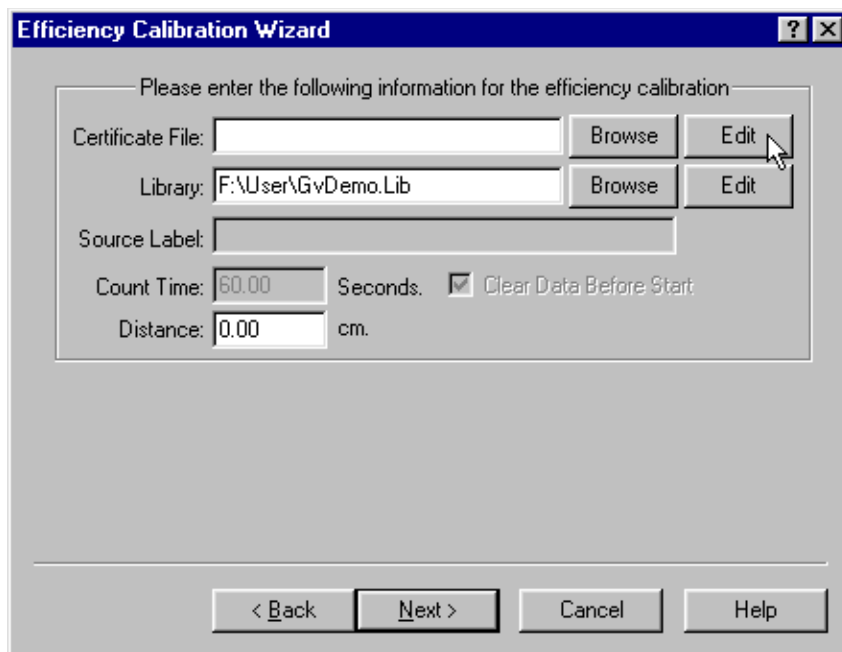 Efficiency Calibration Wizard
Please enter the following information for the efficiency calibration
Certificate File: Browse Edit
Library: F:\User\GvDemo.Lib Browse Edit
Source Label:
Count Time: 60.00 Seconds. Clear Data Before Start
Distance: 0.00 cm.
< Back Next > Cancel Help